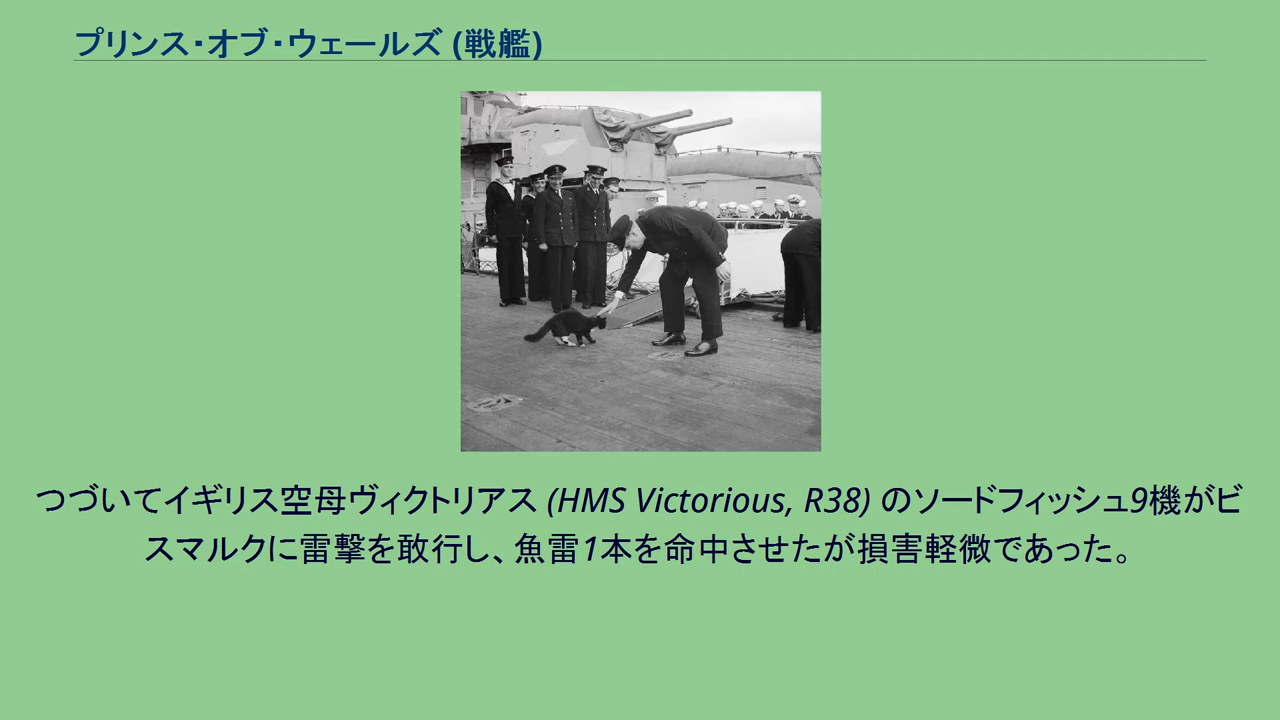 プリンス・オブ・ウェールズ (戦艦)
つづいてイギリス空母ヴィクトリアス (HMS Victorious, R38) のソードフィッシュ9機がビ
スマルクに雷撃を敢行し、魚雷1本を命中させたが損害軽微であった。